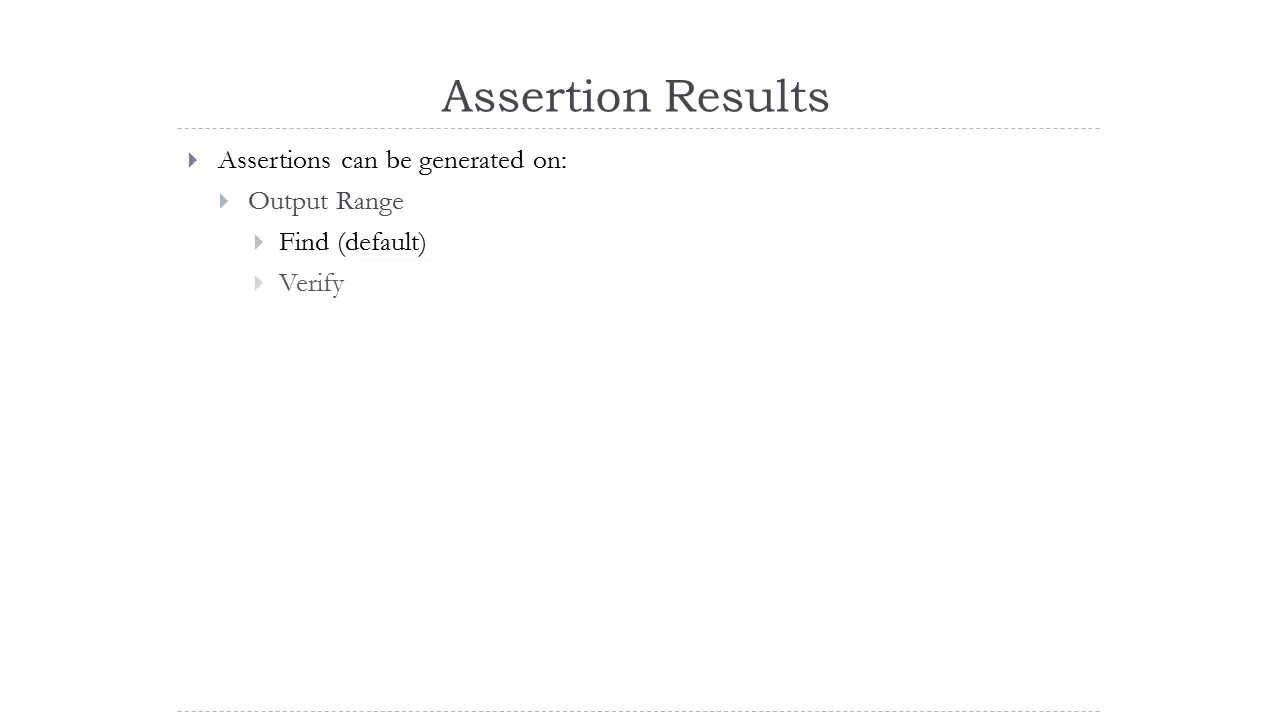 Assertion Results
Assertions can be generated on:
Output Range
Find (default)
Verify